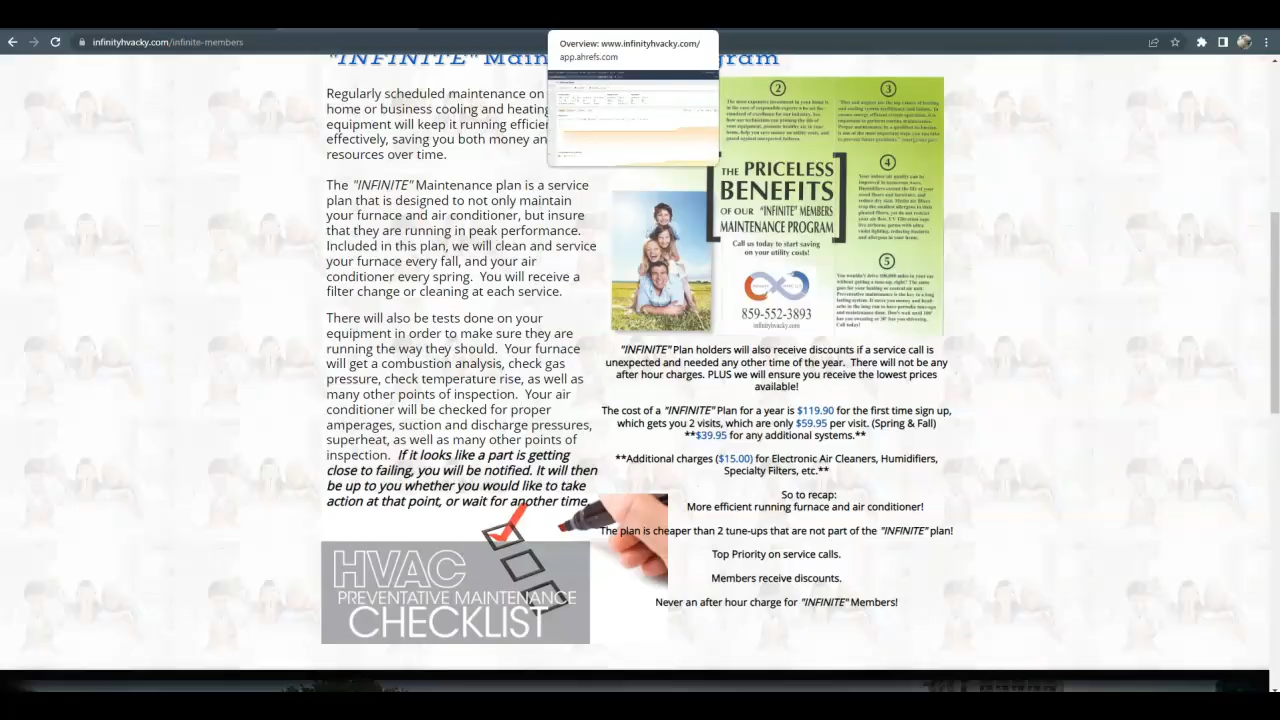 infinityhvacky.com/infinite-members
Overview: www.infinityhvacky.com/
app.ahrefs.com
"INFINITE"
Regularly scheduled maintenance on
home or business cooling and heating
equipment will keep it running
effectively, saving you both money
resources over time.
The "INFINITE" Maintenance plan is a service
plan that is designed to not only maintain
your furnace and air conditioner, but insure
that they are running in peak performance.
Included in this plan, we will clean and service
your furnace every fall, and your air
conditioner every spring. You will receive a
filter change or cleaning at each service.
There will also be tests done on your
equipment in order to make sure they are
running the way they should. Your furnace
will get a combustion analysis, check gas
pressure, check temperature rise, as well as
many other points of inspection. Your air
conditioner will be checked for proper
amperages, suction and discharge pressures,
superheat, as well as many other points of
inspection. If it looks like a part is getting
close to failing, you will be notified. It will then
be up to you whether you would like to take
action at that point, or wait for another time.
HVAC
PREVENTATIVE MAINTENANCE
CHECKLIST
2
3
4
5
THE PRICELESS
BENEFITS
OF OUR "INFINITE" MEMBERS
MAINTENANCE PROGRAM
Call us today to start saving
on your utility costs!
859-552-3893
infinityhvacky.com
"INFINITE" Plan holders will also receive discounts if a service call is
unexpected and needed any other time of the year. There will not be any
after hour charges. PLUS we will ensure you receive the lowest prices
available!
The cost of a "INFINITE" Plan for a year is $119.90 for the first time sign up,
which gets you 2 visits, which are only $59.95 per visit. (Spring & Fall)
**$39.95 for any additional systems.**
**Additional charges ($15.00) for Electronic Air Cleaners, Humidifiers,
Specialty Filters, etc.**
So to recap:
More efficient running furnace and air conditioner!
The plan is cheaper than 2 tune-ups that are not part of the "INFINITE" plan!
Top Priority on service calls.
Members receive discounts.
Never an after hour charge for "INFINITE" Members!